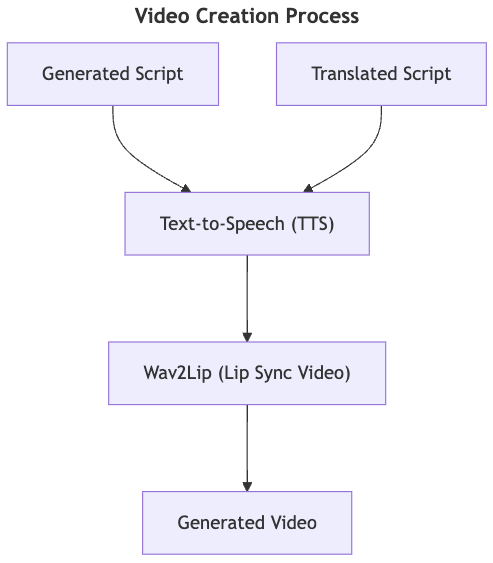 Video Creation Process
Generated Script
Translated Script
Text-to-Speech (TTS)
Wav2Lip (Lip Sync Video)
Generated Video